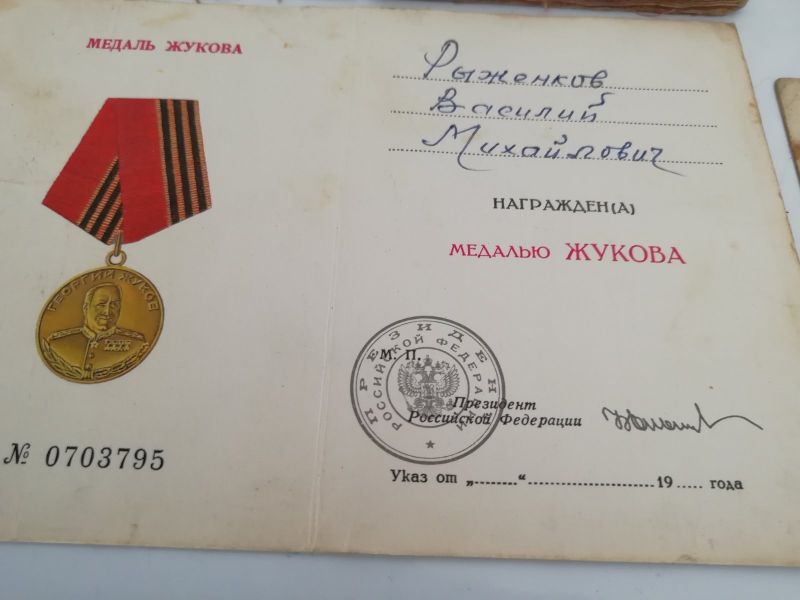 МЕДАЛЬ ЖУКОВА
ГЕОРГИЙ ЖУКОВ
№ 0703795
Рыженков
Василий
Михайлович
НАГРАЖДЕН(А)
МЕДАЛЬЮ ЖУКОВА
ПРЕЗИДЕНТ
РОССИЙСКОЙ ФЕДЕРАЦИИ
М. П.
Президент
Российской Федерации
Указ от „........“ ........................ 19 ..... года